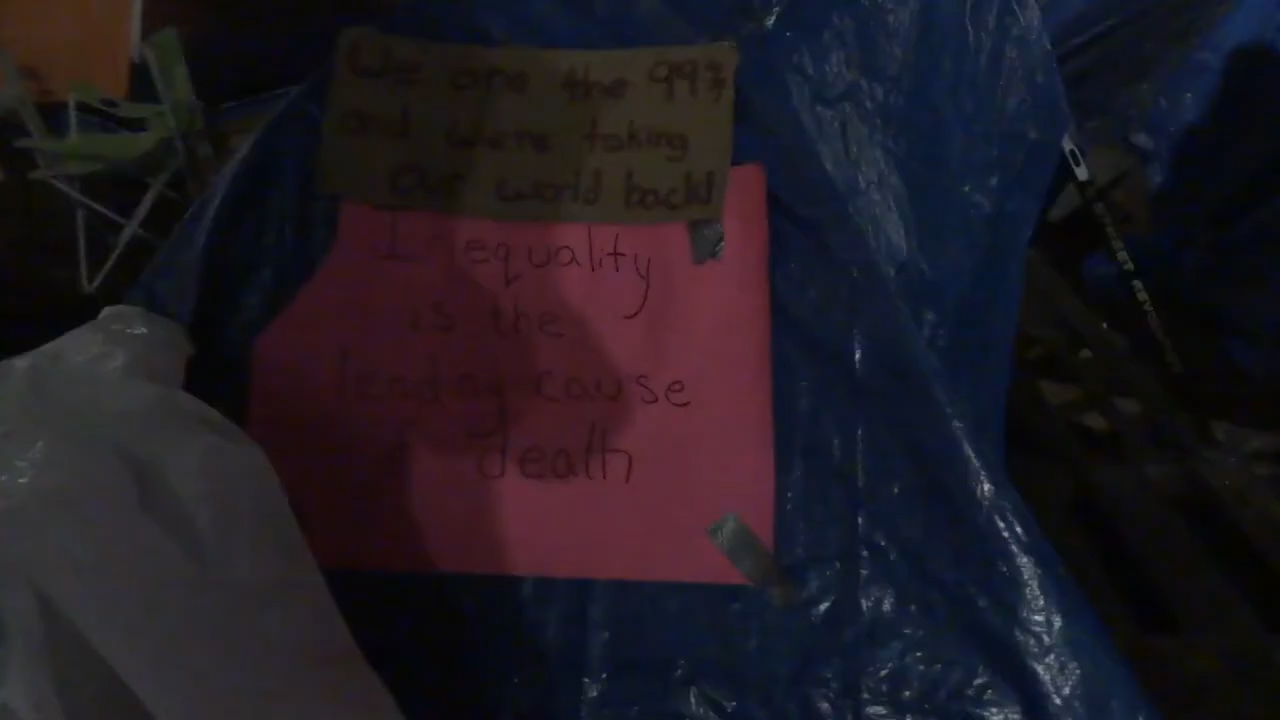 We are the 99%
and we're taking
Our world back!
Inequality
is the
leading cause
death